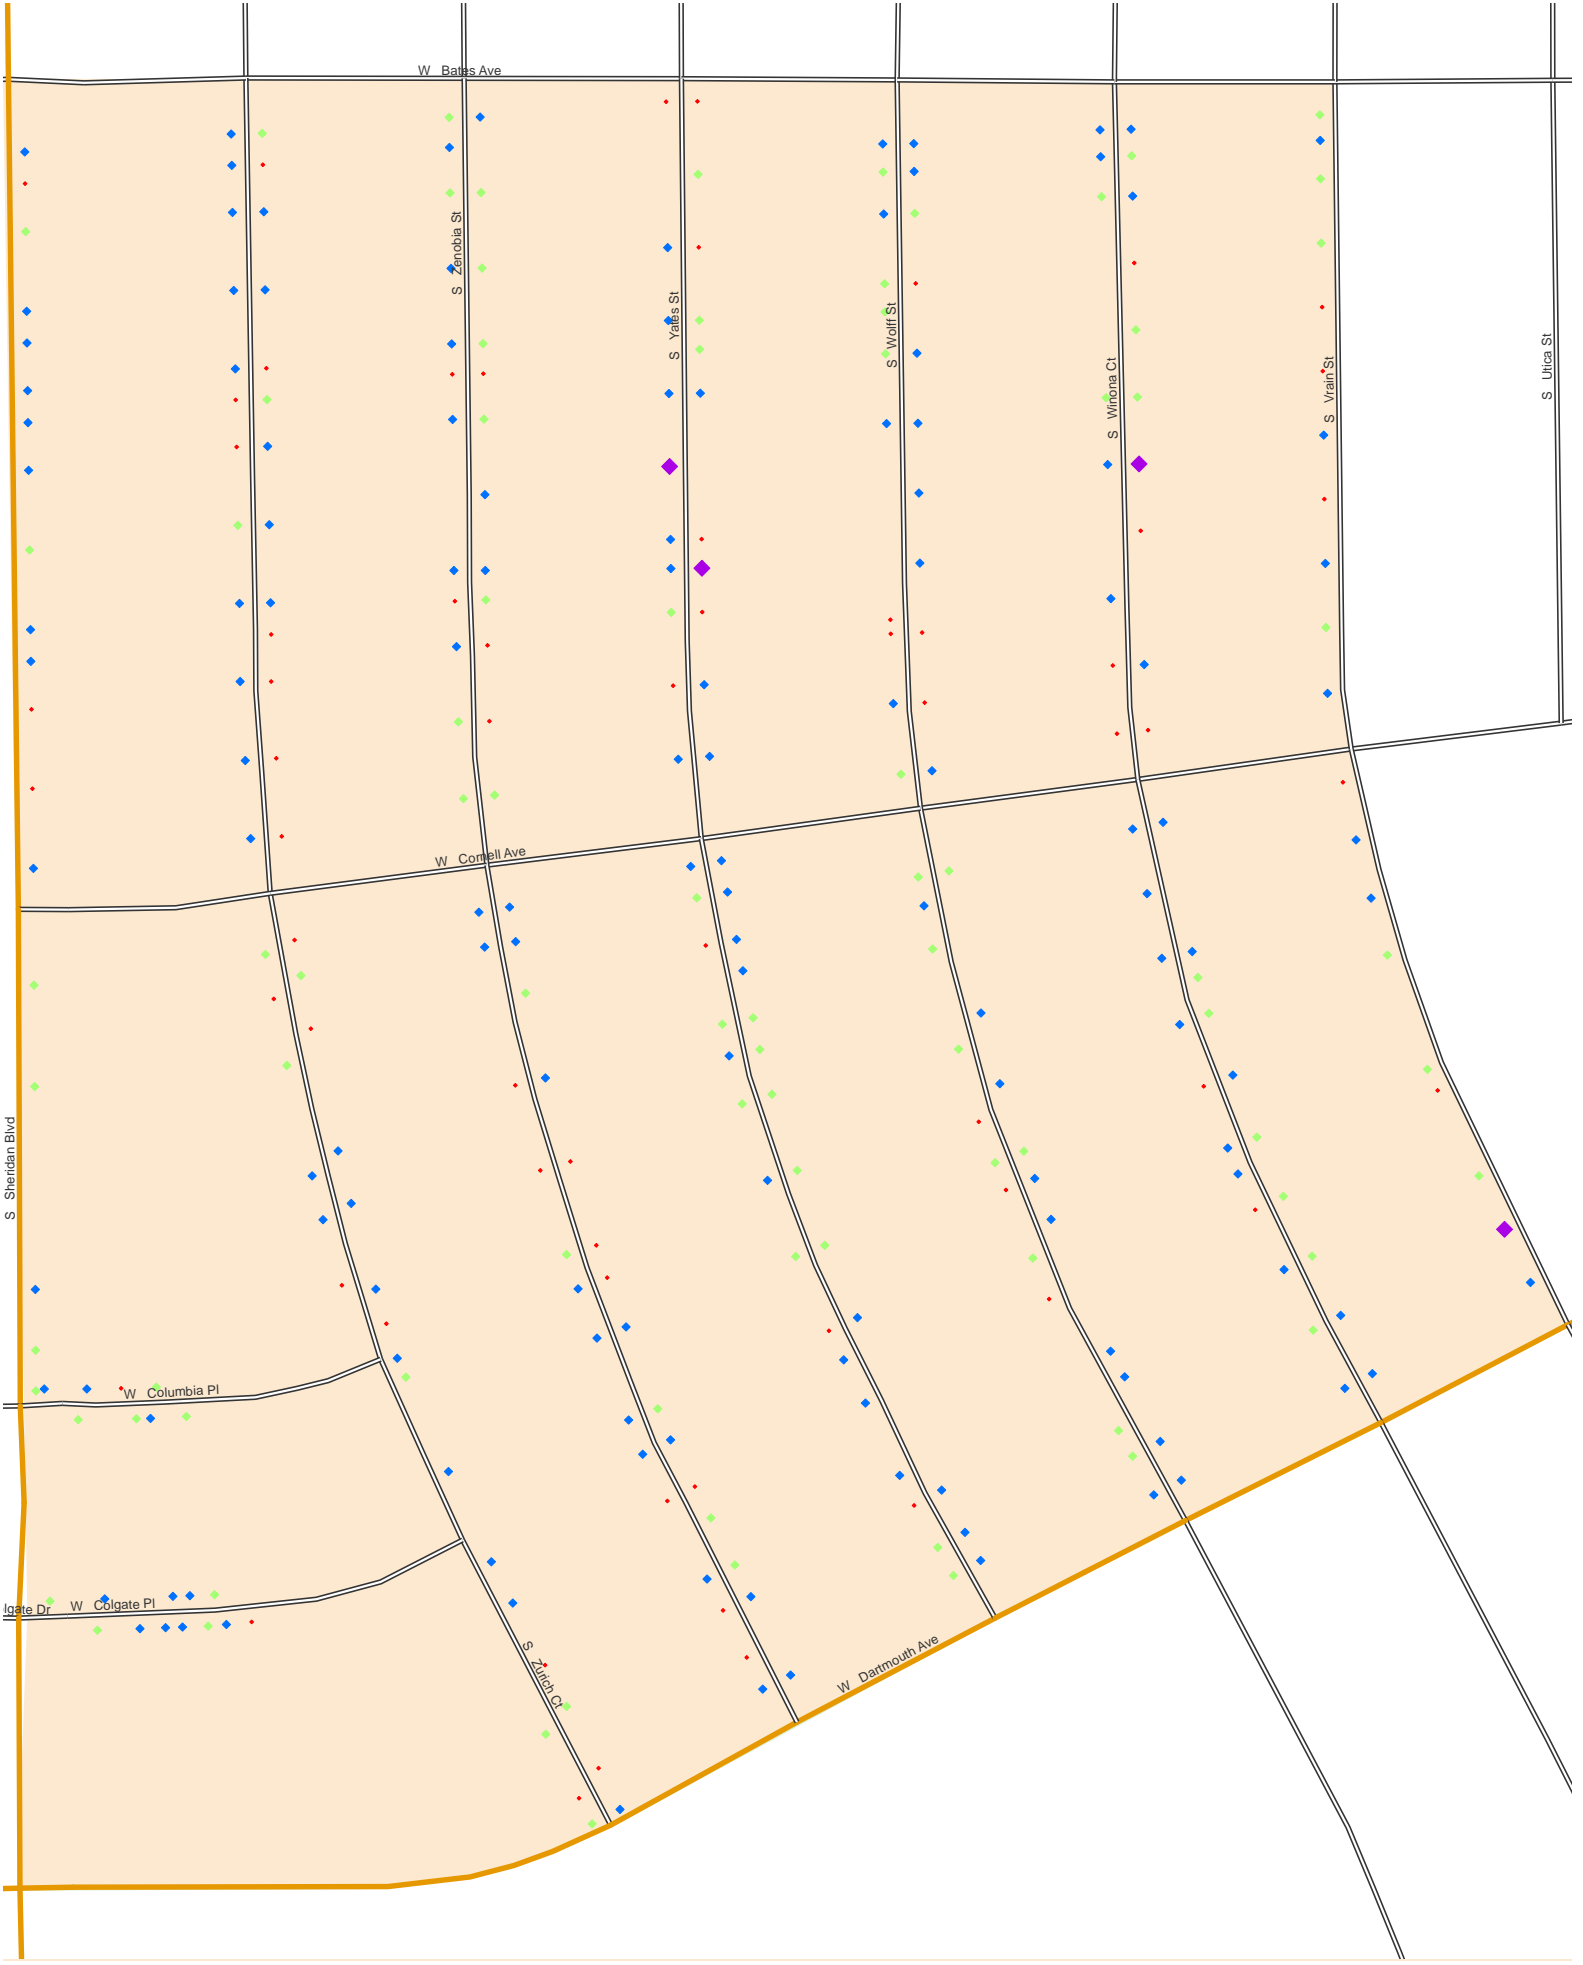 W Bates Ave
S Zenobia St
S Yates St
S Wolff St
S Winona Ct
S Vrain St
S Utica St
W Cornell Ave
S Sheridan Blvd
W Columbia Pl
lgate Dr
W Colgate Pl
S Zurich Ct
W Dartmouth Ave